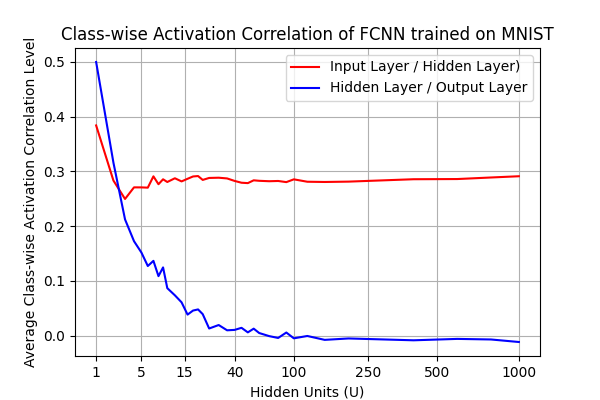 Class-wise Activation Correlation of FCNN trained on MNIST
Average Class-wise Activation Correlation Level
0.5
0.4
0.3
0.2
0.1
0.0
Input Layer / Hidden Layer)
Hidden Layer / Output Layer
1 5 15 40 100 250 500 1000
Hidden Units (U)